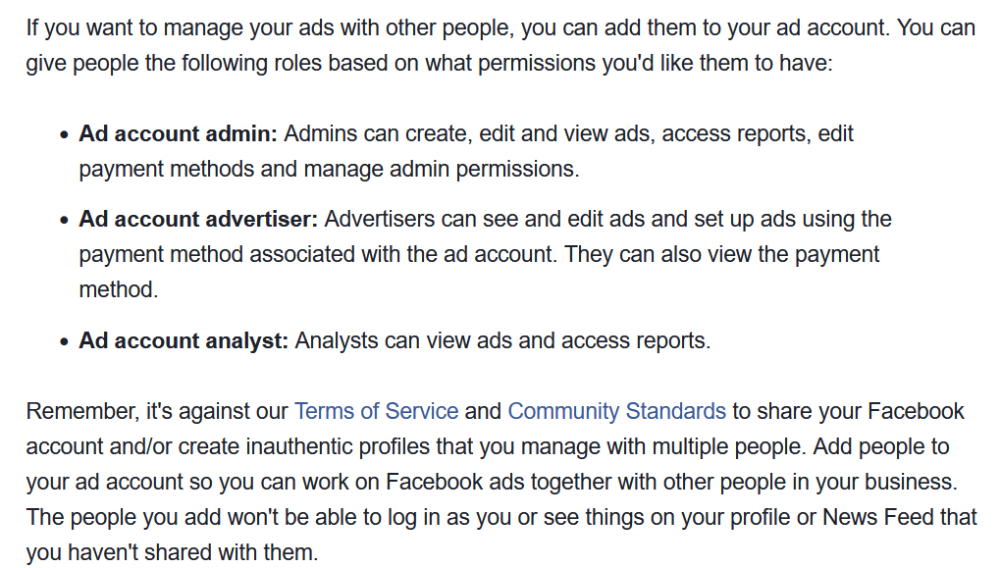 If you want to manage your ads with other people, you can add them to your ad account. You can
give people the following roles based on what permissions you'd like them to have:
• Ad account admin: Admins can create, edit and view ads, access reports, edit
payment methods and manage admin permissions.
• Ad account advertiser: Advertisers can see and edit ads and set up ads using the
payment method associated with the ad account. They can also view the payment
method.
• Ad account analyst: Analysts can view ads and access reports.
Remember, it's against our Terms of Service and Community Standards to share your Facebook
account and/or create inauthentic profiles that you manage with multiple people. Add people to
your ad account so you can work on Facebook ads together with other people in your business.
The people you add won't be able to log in as you or see things on your profile or News Feed that
you haven't shared with them.